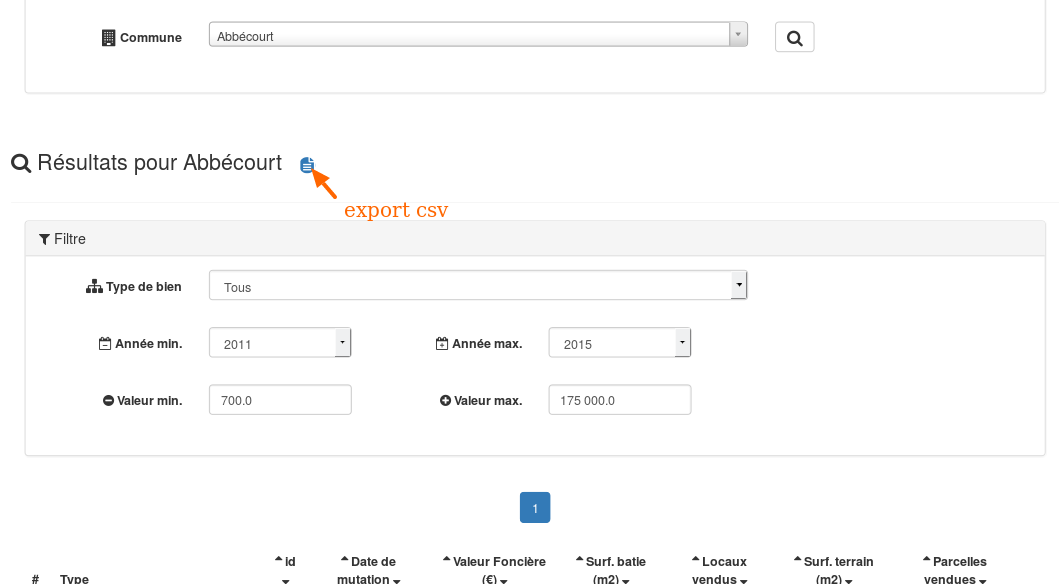 Commune Abbécourt
Résultats pour Abbécourt
export csv
Filtre
Type de bien Tous
Année min. 2011 Année max. 2015
Valeur min. 700.0 Valeur max. 175 000.0
1
# Type id Date de mutation Valeur Foncière (€) Surf. batie (m2) Locaux vendus Surf. terrain (m2) Parcelles vendues